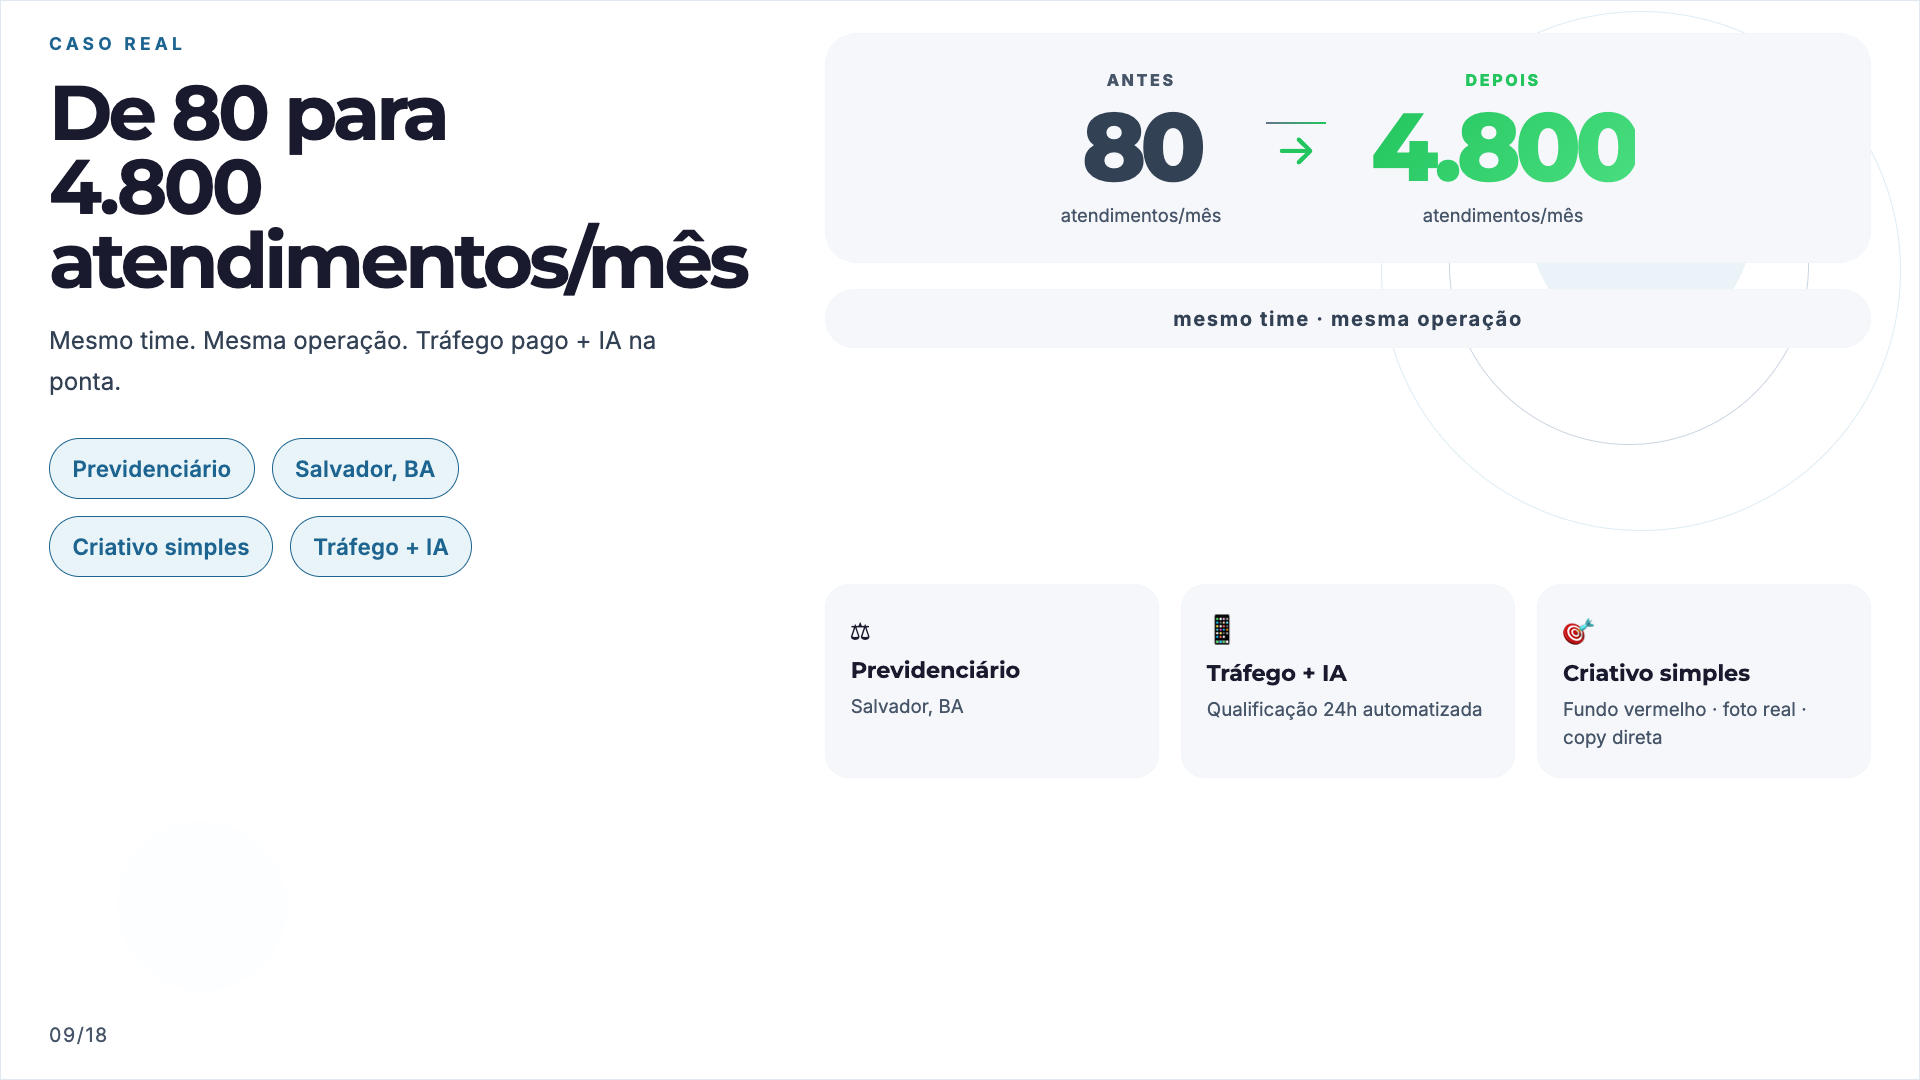 CASO REAL
De 80 para
4.800
atendimentos/mês
Mesmo time. Mesma operação. Tráfego pago + IA na
ponta.
Previdenciário
Salvador, BA
Criativo simples
Tráfego + IA
ANTES
80
atendimentos/mês
DEPOIS
4.800
atendimentos/mês
mesmo time · mesma operação
Previdenciário
Salvador, BA
Tráfego + IA
Qualificação 24h automatizada
Criativo simples
Fundo vermelho · foto real ·
copy direta
09/18